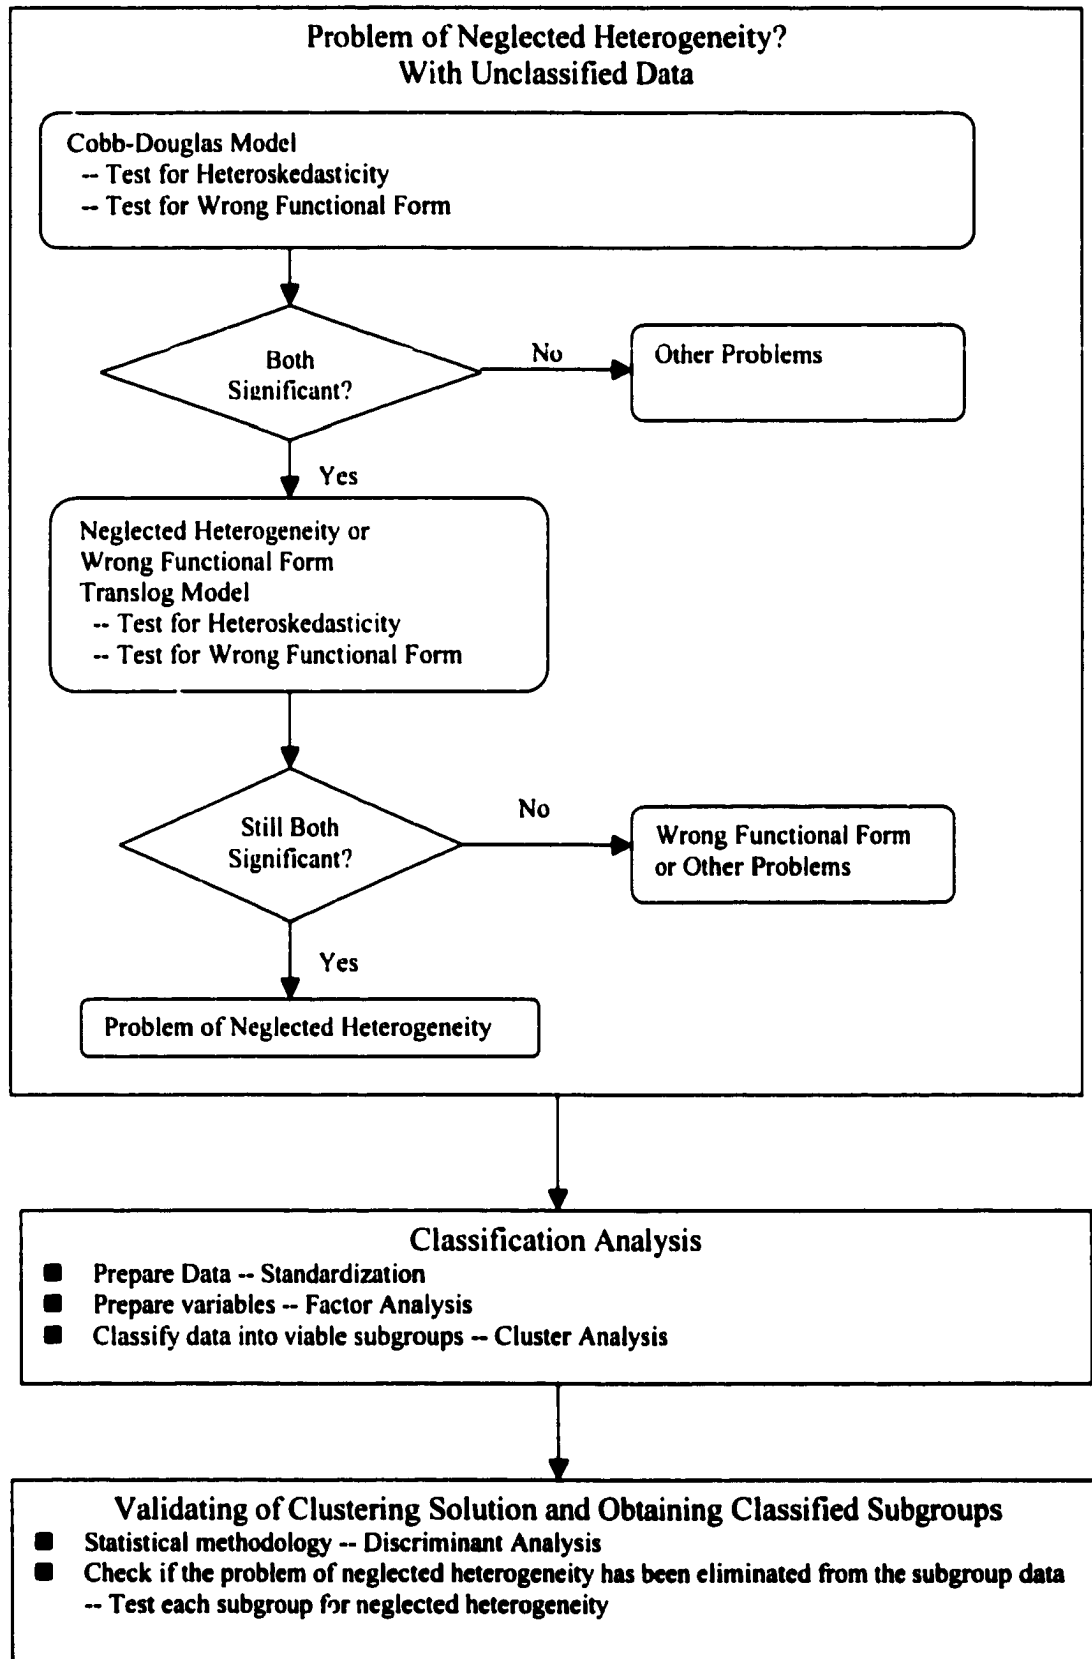 Problem of Neglected Heterogeneity?
With Unclassified Data
Cobb-Douglas Model
-- Test for Heteroskedasticity
-- Test for Wrong Functional Form
Both
Significant?
No
Other Problems
Yes
Neglected Heterogeneity or
Wrong Functional Form
Translog Model
-- Test for Heteroskedasticity
-- Test for Wrong Functional Form
Still Both
Significant?
No
Wrong Functional Form
or Other Problems
Yes
Problem of Neglected Heterogeneity
Classification Analysis
■ Prepare Data -- Standardization
■ Prepare variables -- Factor Analysis
■ Classify data into viable subgroups -- Cluster Analysis
Validating of Clustering Solution and Obtaining Classified Subgroups
■ Statistical methodology -- Discriminant Analysis
■ Check if the problem of neglected heterogeneity has been eliminated from the subgroup data
-- Test each subgroup for neglected heterogeneity